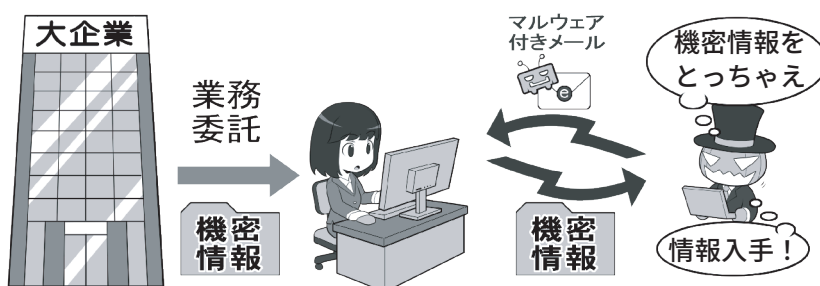 大企業
業務
委託
機密
情報
マルウェア
付きメール
e
機密
情報
機密情報を
とっちゃえ
情報入手！